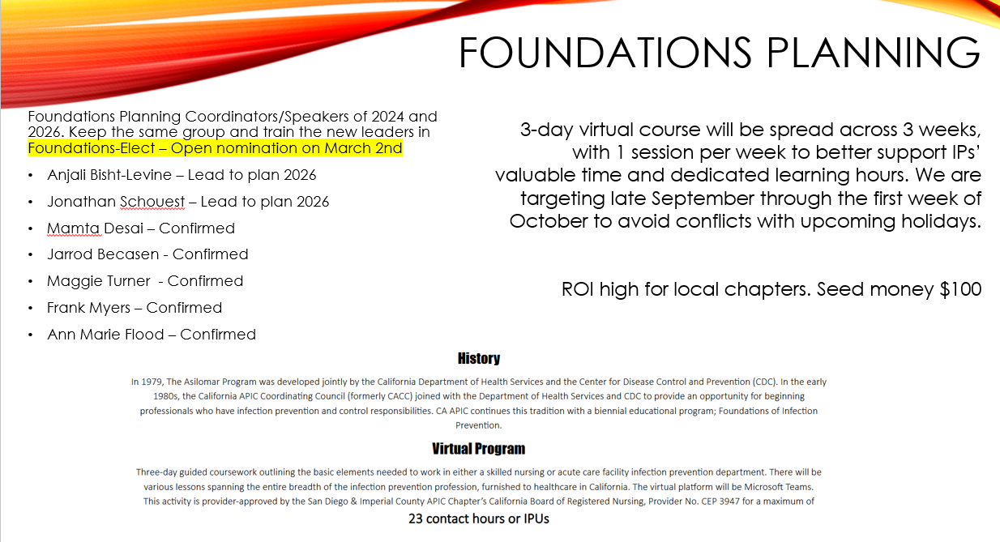 FOUNDATIONS PLANNING
Foundations Planning Coordinators/Speakers of 2024 and
2026. Keep the same group and train the new leaders in
Foundations-Elect – Open nomination on March 2nd
• Anjali Bisht-Levine – Lead to plan 2026
• Jonathan Schouest – Lead to plan 2026
• Mamta Desai – Confirmed
• Jarrod Becasen - Confirmed
• Maggie Turner  - Confirmed
• Frank Myers – Confirmed
• Ann Marie Flood – Confirmed
3-day virtual course will be spread across 3 weeks,
with 1 session per week to better support IPs’
valuable time and dedicated learning hours. We are
targeting late September through the first week of
October to avoid conflicts with upcoming holidays.
ROI high for local chapters. Seed money $100
History
In 1979, The Asilomar Program was developed jointly by the California Department of Health Services and the Center for Disease Control and Prevention (CDC). In the early
1980s, the California APIC Coordinating Council (formerly CACC) joined with the Department of Health Services and CDC to provide an opportunity for beginning
professionals who have infection prevention and control responsibilities. CA APIC continues this tradition with a biennial educational program; Foundations of Infection
Prevention.
Virtual Program
Three-day guided coursework outlining the basic elements needed to work in either a skilled nursing or acute care facility infection prevention department. There will be
various lessons spanning the entire breadth of the infection prevention profession, furnished to healthcare in California. The virtual platform will be Microsoft Teams.
This activity is provider-approved by the San Diego & Imperial County APIC Chapter’s California Board of Registered Nursing, Provider No. CEP 3947 for a maximum of
23 contact hours or IPUs